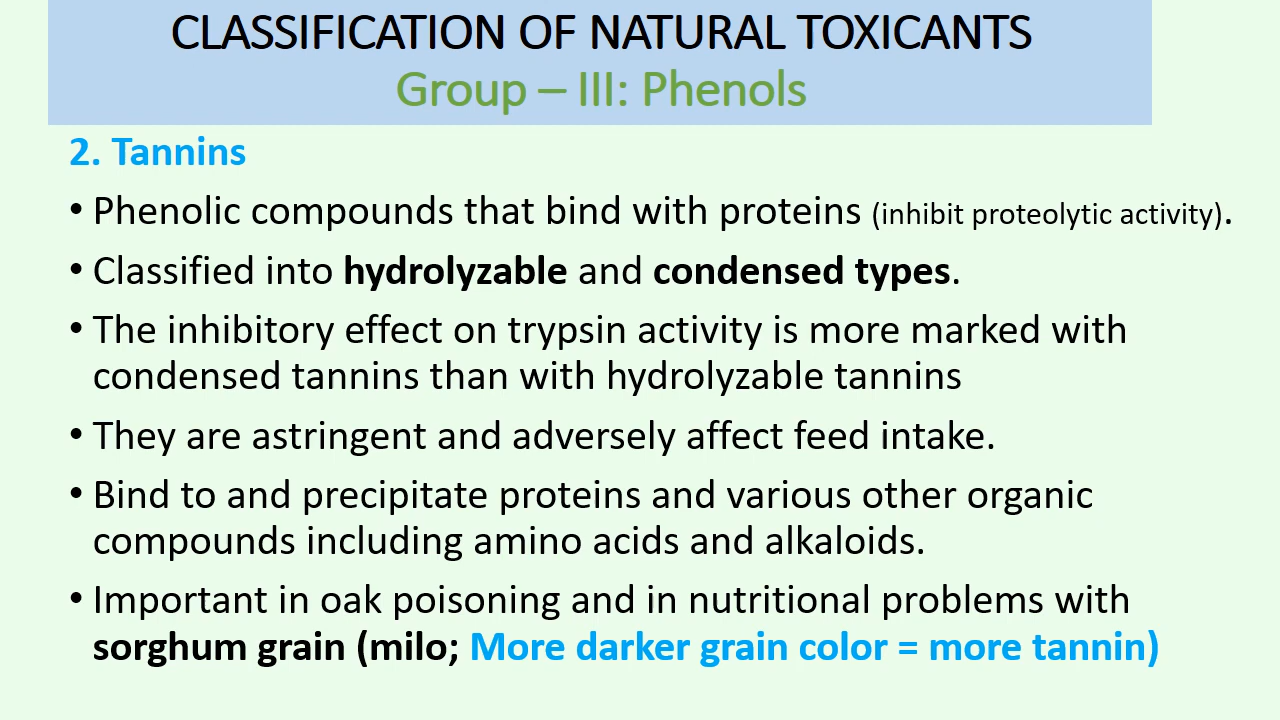 CLASSIFICATION OF NATURAL TOXICANTS
Group – III: Phenols
2. Tannins
• Phenolic compounds that bind with proteins (inhibit proteolytic activity).
• Classified into hydrolyzable and condensed types.
• The inhibitory effect on trypsin activity is more marked with
condensed tannins than with hydrolyzable tannins
• They are astringent and adversely affect feed intake.
• Bind to and precipitate proteins and various other organic
compounds including amino acids and alkaloids.
• Important in oak poisoning and in nutritional problems with
sorghum grain (milo; More darker grain color = more tannin)